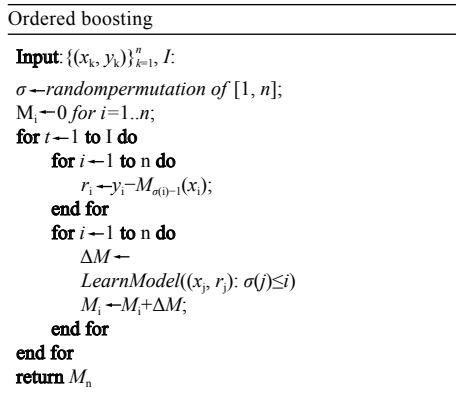 Ordered boosting
Input: {(xₖ, yₖ)}ⁿₖ₌₁, I:
σ←randompermutation of [1, n];
Mᵢ←0 for i=1..n;
for t←1 to I do
for i←1 to n do
rᵢ←yᵢ−M_{σ(i)−1}(xᵢ);
end for
for i←1 to n do
ΔM←
LearnModel((xⱼ, rⱼ): σ(j)≤i)
Mᵢ←Mᵢ+ΔM;
end for
end for
return Mₙ